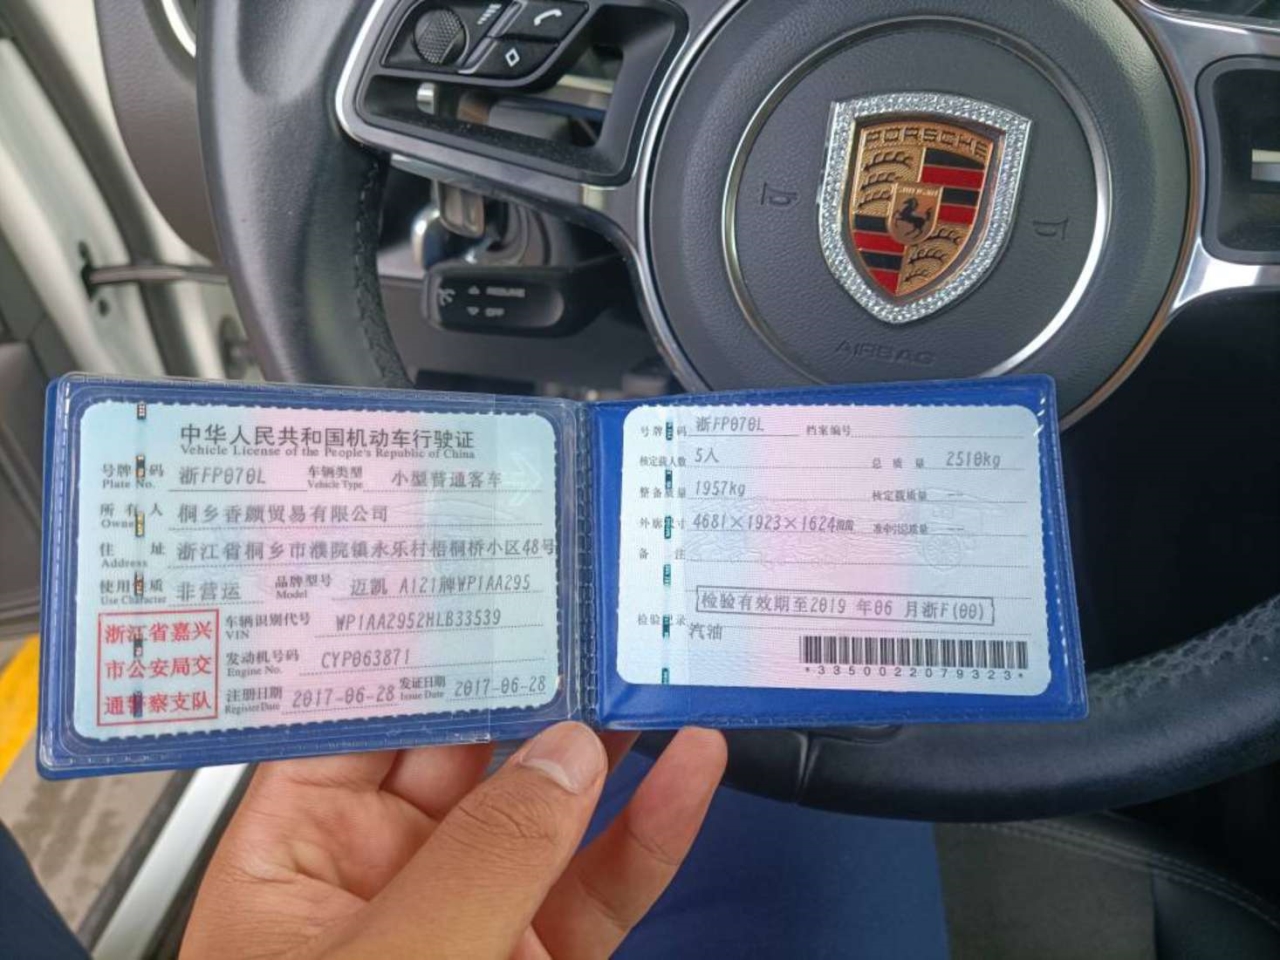 PORSCHE
PORSCHE
RESUME
OFF
AIRBAG
中华人民共和国机动车行驶证
Vehicle License of the People's Republic of China
号牌号码 浙FP070L 车辆类型 小型普通客车
Plate No. Vehicle Type
所有人 桐乡香颜贸易有限公司
Owner
住址 浙江省桐乡市濮院镇永乐村梧桐桥小区48号
Address
使用性质 非营运 品牌型号 迈凯 A121牌WP1AA295
Use Character Model
浙江省嘉兴
市公安局交
通警察支队
车辆识别代号 WP1AA2952HLB33539
VIN
发动机号码 CYP063871
Engine No.
注册日期 2017-06-28 发证日期 2017-06-28
Register Date Issue Date
号牌号码 浙FP070L 档案编号
核定载人数 5人 总质量 2510kg
整备质量 1957kg 核定载质量 --
外廓尺寸 4681×1923×1624mm 准牵引总质量 --
备注
检验有效期至2019 年06 月浙F(00)
检验记录
汽油
*3350022079323*